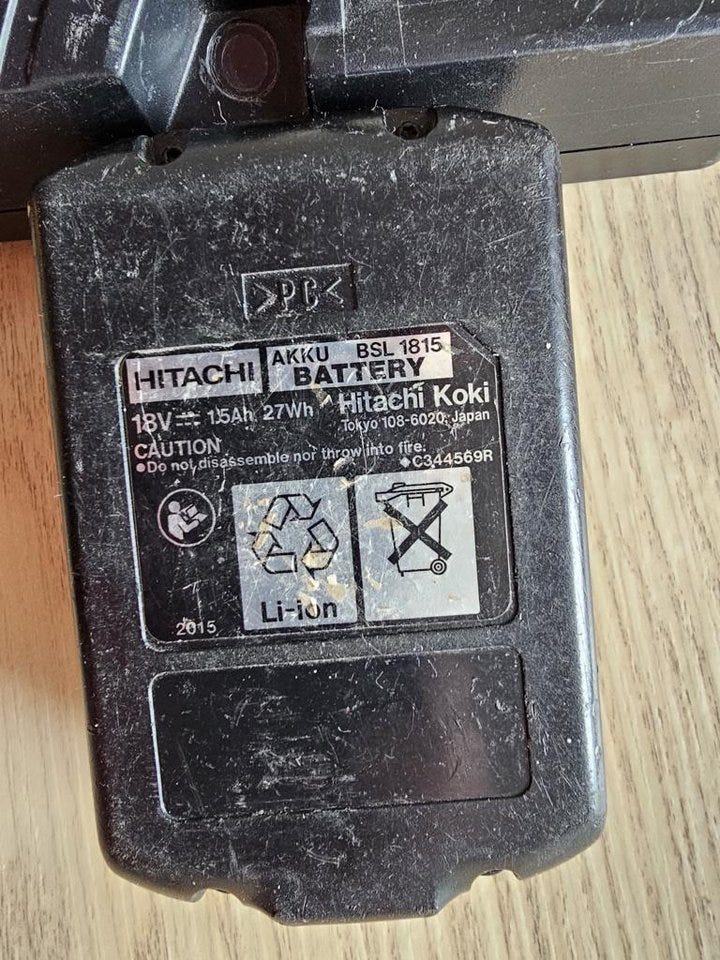 >PC<
HITACHI
AKKU BSL 1815
BATTERY
18V 1.5Ah 27Wh
Hitachi Koki
Tokyo 108-6020, Japan
CAUTION
●Do not disassemble nor throw into fire.
◆C344569R
Li-ion
2015